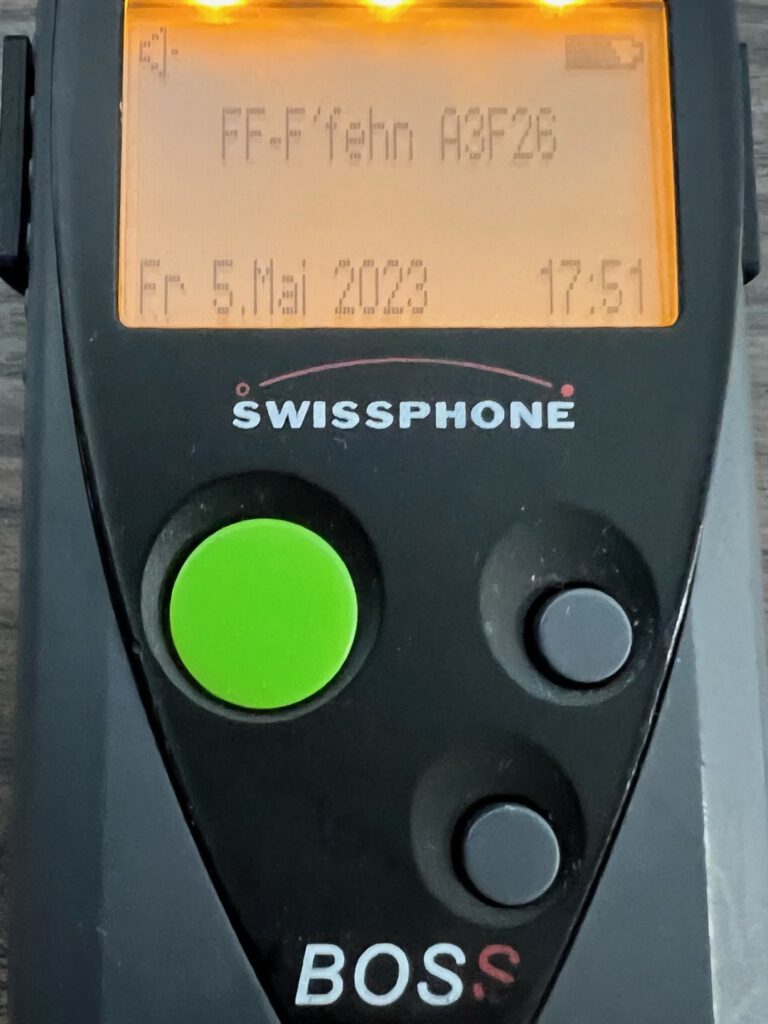 FF-F'fehn A3F26
Fr 5.Mai 2023 17:51
SWISSPHONE
BOSS